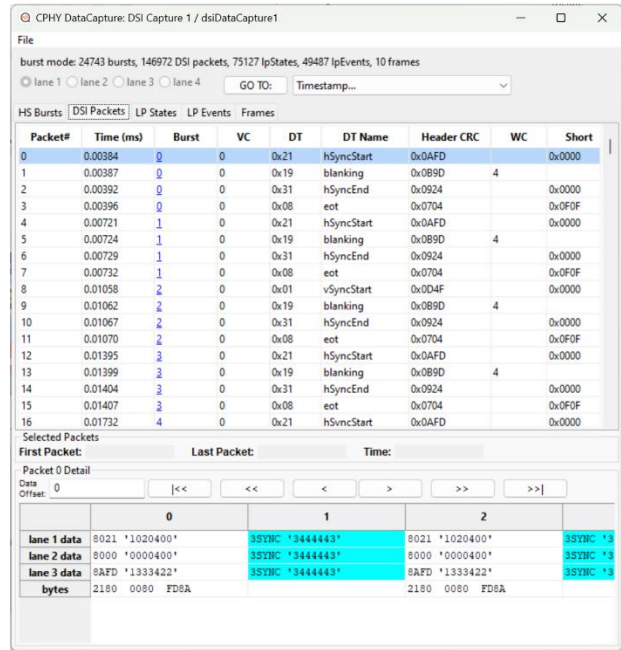 CPHY DataCapture: DSI Capture 1 / dsiDataCapture1
File
burst mode: 24743 bursts, 146972 DSI packets, 75127 lpStates, 49487 lpEvents, 10 frames
lane 1 lane 2 lane 3 lane 4 GO TO: Timestamp...
HS Bursts DSI Packets LP States LP Events Frames
Packet# Time (ms) Burst VC DT DT Name Header CRC WC Short
0 0.00384 0 0 0x21 hSyncStart 0x0AFD 0x0000
1 0.00387 0 0 0x19 blanking 0x0B9D 4
2 0.00392 0 0 0x31 hSyncEnd 0x0924 0x0000
3 0.00396 0 0 0x08 eot 0x0704 0x0F0F
4 0.00721 1 0 0x21 hSyncStart 0x0AFD 0x0000
5 0.00724 1 0 0x19 blanking 0x0B9D 4
6 0.00729 1 0 0x31 hSyncEnd 0x0924 0x0000
7 0.00732 1 0 0x08 eot 0x0704 0x0F0F
8 0.01058 2 0 0x01 vSyncStart 0x0D4F 0x0000
9 0.01062 2 0 0x19 blanking 0x0B9D 4
10 0.01067 2 0 0x31 hSyncEnd 0x0924 0x0000
11 0.01070 2 0 0x08 eot 0x0704 0x0F0F
12 0.01395 3 0 0x21 hSyncStart 0x0AFD 0x0000
13 0.01399 3 0 0x19 blanking 0x0B9D 4
14 0.01404 3 0 0x31 hSyncEnd 0x0924 0x0000
15 0.01407 3 0 0x08 eot 0x0704 0x0F0F
16 0.01732 4 0 0x21 hSyncStart 0x0AFD 0x0000
Selected Packets
First Packet: Last Packet: Time:
Packet 0 Detail
Data Offset: 0 |<< << < > >> >>|
0 1 2
lane 1 data 8021 '1020400' 3SYNC '3444443' 8021 '1020400' 3SYNC '3
lane 2 data 8000 '0000400' 3SYNC '3444443' 8000 '0000400' 3SYNC '3
lane 3 data 8AFD '1333422' 3SYNC '3444443' 8AFD '1333422' 3SYNC '3
bytes 2180 0080 FD8A 2180 0080 FD8A